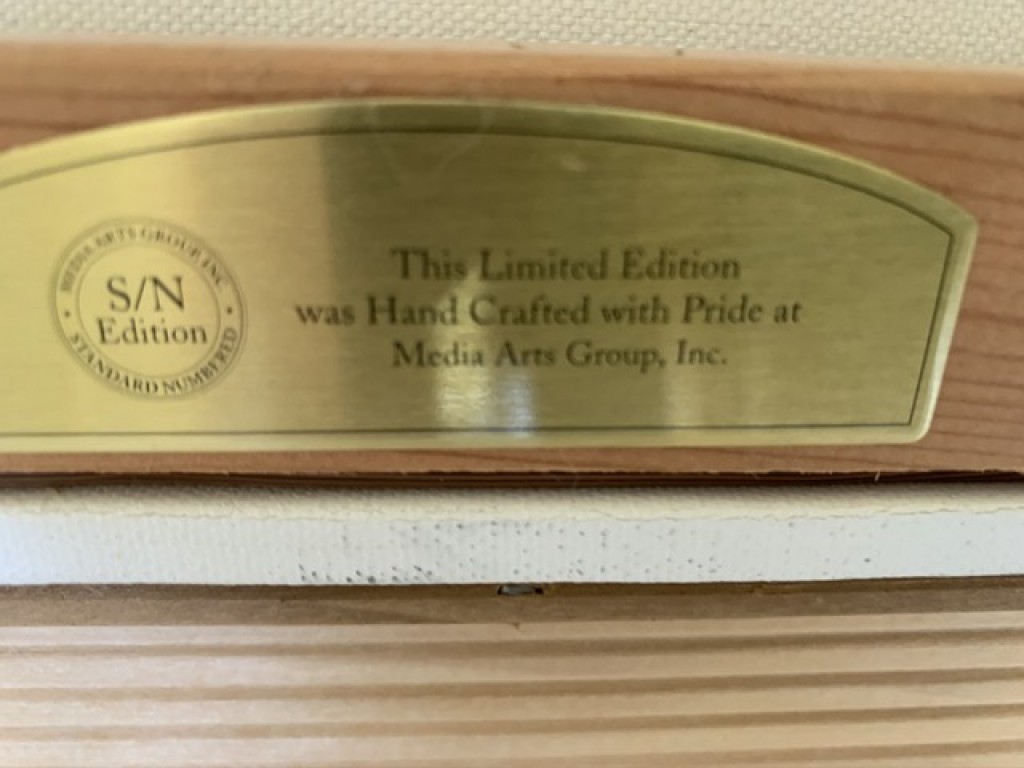 MEDIA ARTS GROUP, INC
S/N
Edition
STANDARD NUMBERED
This Limited Edition
was Hand Crafted with Pride at
Media Arts Group, Inc.